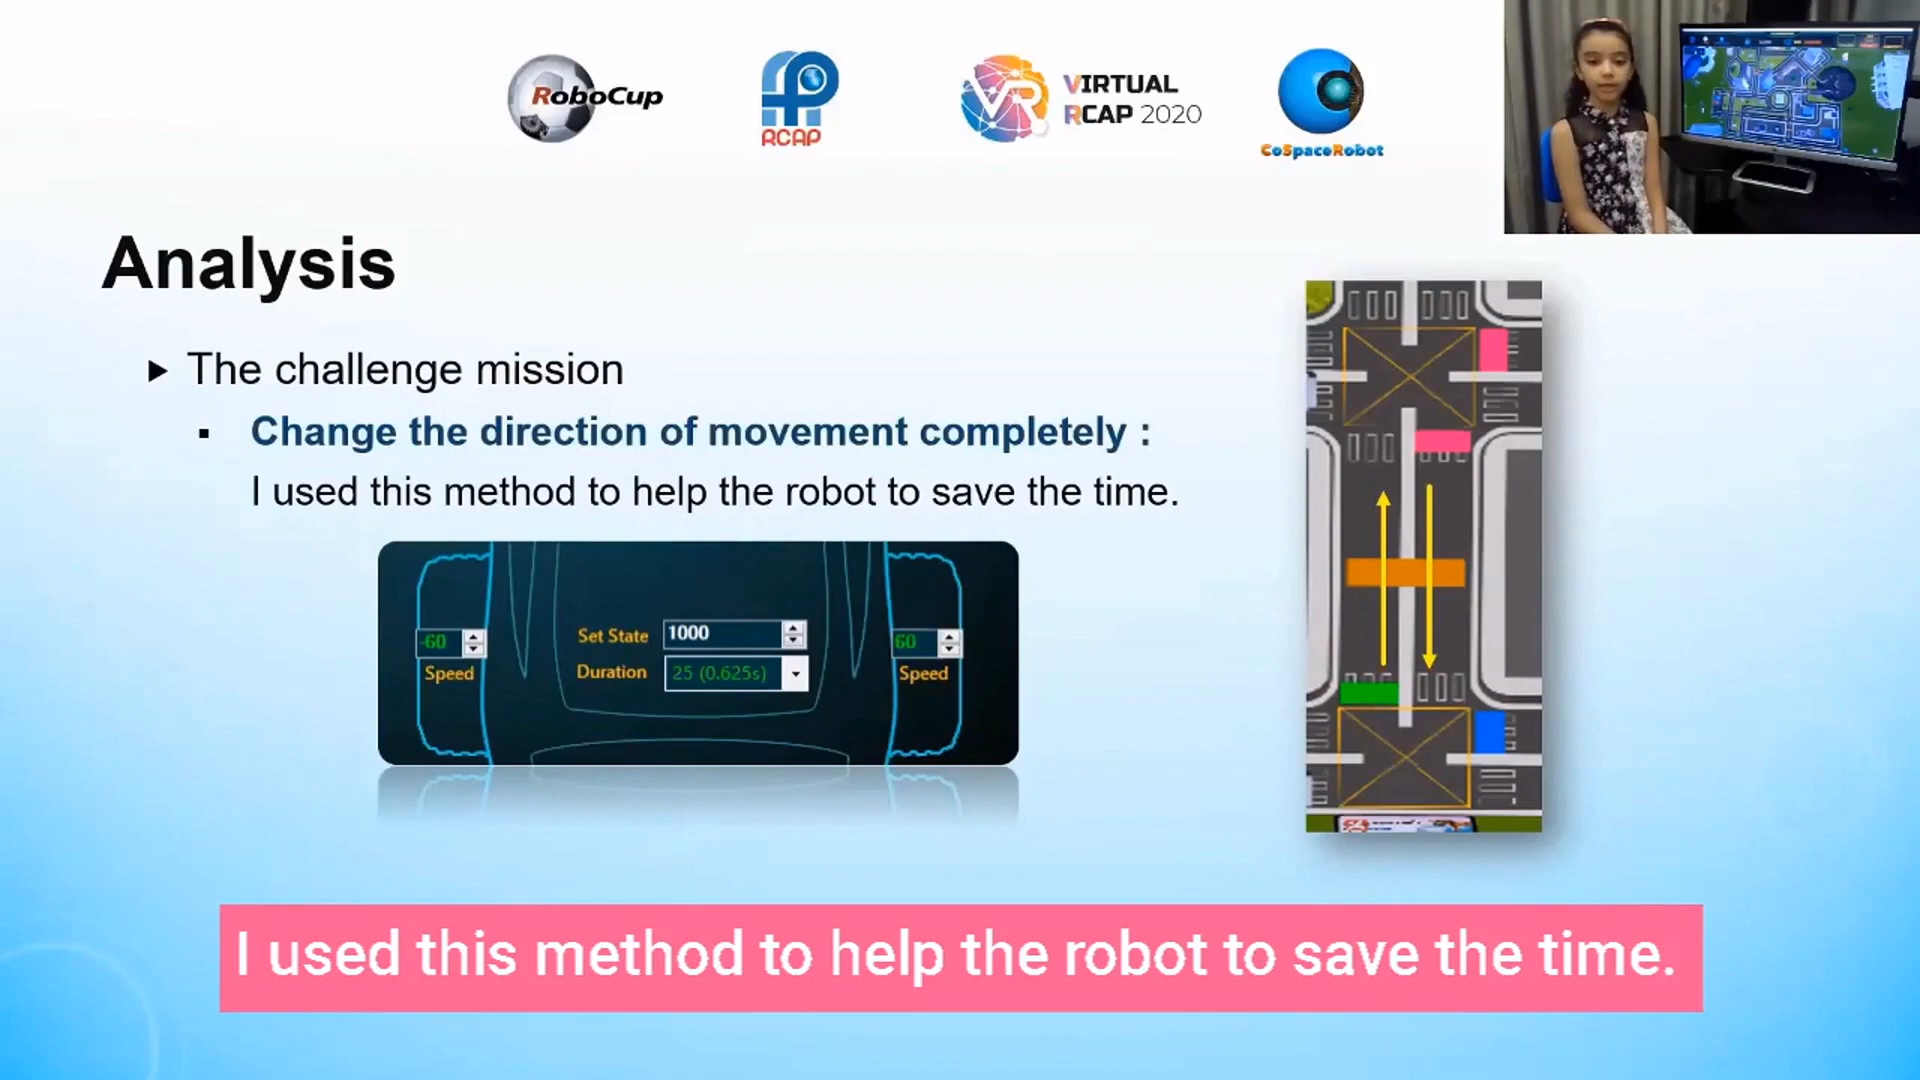 RoboCup
RCAP
VR
VIRTUAL
RCAP 2020
CoSpaceRobot
Analysis
The challenge mission
Change the direction of movement completely :
I used this method to help the robot to save the time.
-60
Speed
Set State 1000
Duration 25 (0.625s)
60
Speed
I used this method to help the robot to save the time.